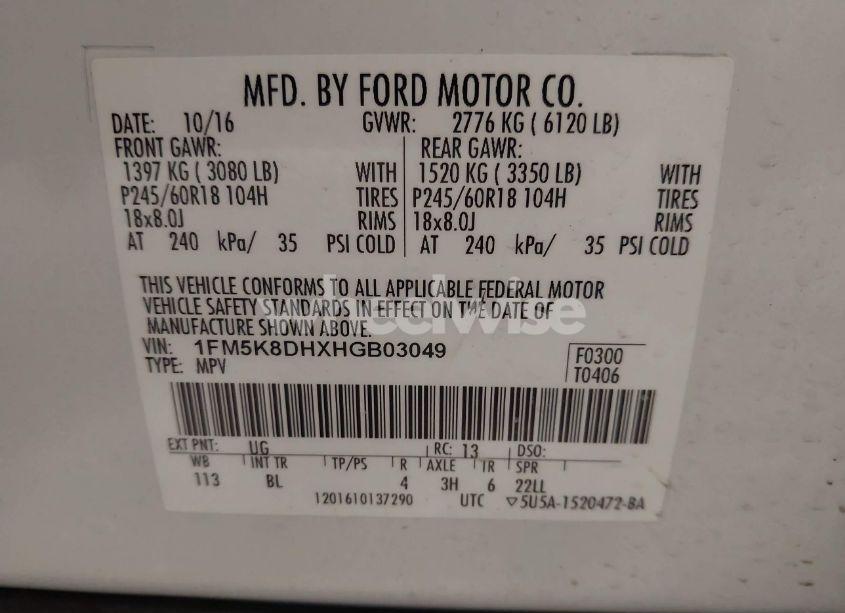 MFD. BY FORD MOTOR CO.
DATE: 10/16 GVWR: 2776 KG ( 6120 LB)
FRONT GAWR: REAR GAWR:
1397 KG ( 3080 LB) WITH 1520 KG ( 3350 LB) WITH
P245/60R18 104H TIRES P245/60R18 104H TIRES
18x8.0J RIMS 18x8.0J RIMS
AT 240 kPa/ 35 PSI COLD AT 240 kPa/ 35 PSI COLD
THIS VEHICLE CONFORMS TO ALL APPLICABLE FEDERAL MOTOR
VEHICLE SAFETY STANDARDS IN EFFECT ON THE DATE OF
MANUFACTURE SHOWN ABOVE.
VIN: 1FM5K8DHXHGB03049 F0300
TYPE: MPV T0406
EXT PNT: UG RC: 13 DSO:
WB INT TR TP/PS R AXLE TR SPR
113 BL 4 3H 6 22LL
1201610137290 UTC ▽5U5A-1520472-BA